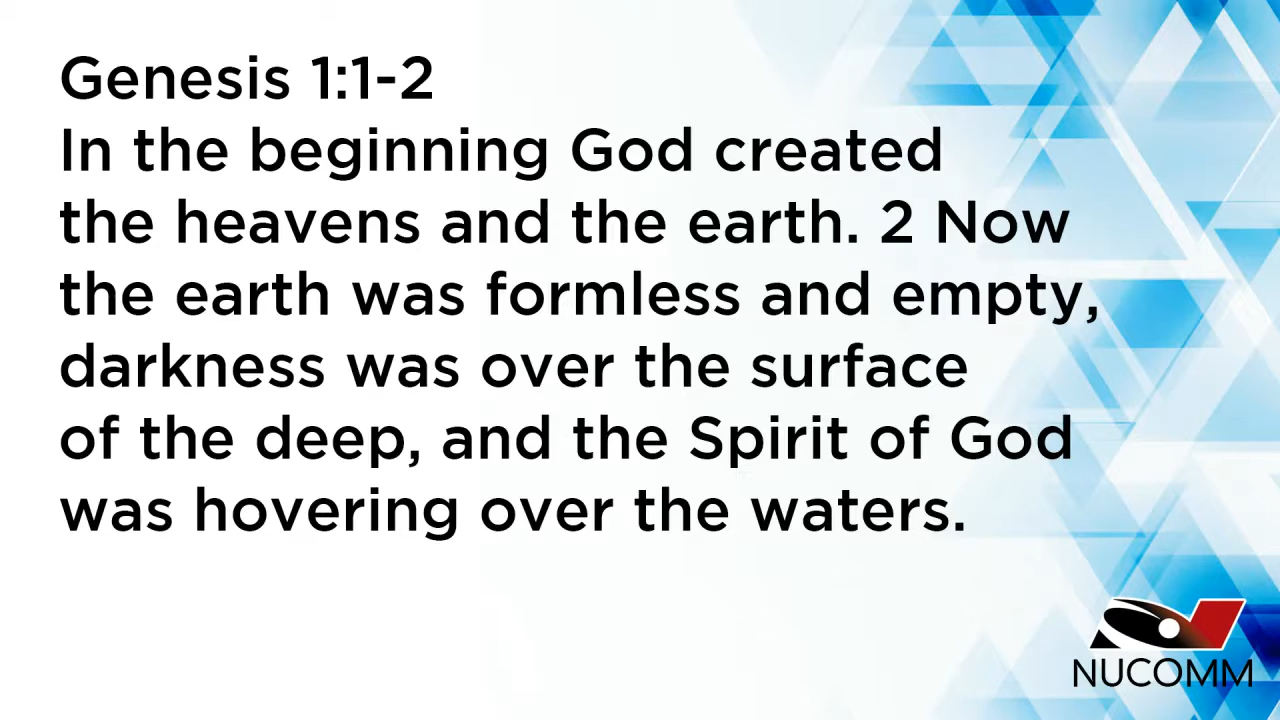 Genesis 1:1-2
In the beginning God created
the heavens and the earth. 2 Now
the earth was formless and empty,
darkness was over the surface
of the deep, and the Spirit of God
was hovering over the waters.
NUCOMM